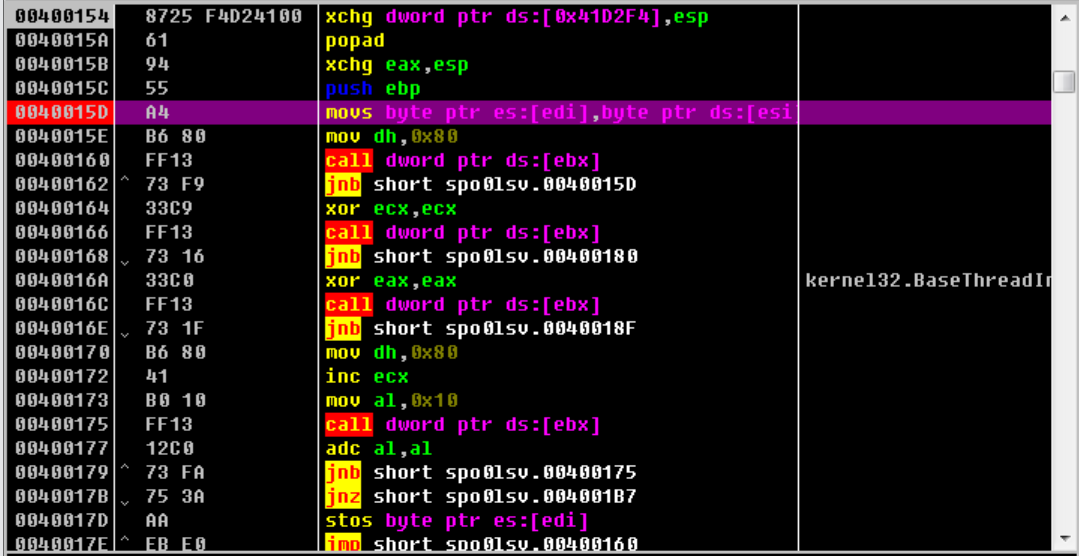 00400154 8725 F4D24100 xchg dword ptr ds:[0x41D2F4],esp
0040015A 61 popad
0040015B 94 xchg eax,esp
0040015C 55 push ebp
0040015D A4 movs byte ptr es:[edi],byte ptr ds:[esi
0040015E B6 80 mov dh,0x80
00400160 FF13 call dword ptr ds:[ebx]
00400162 ^ 73 F9 jnb short spo0lsv.0040015D
00400164 33C9 xor ecx,ecx
00400166 FF13 call dword ptr ds:[ebx]
00400168 v 73 16 jnb short spo0lsv.00400180
0040016A 33C0 xor eax,eax kernel32.BaseThreadIn
0040016C FF13 call dword ptr ds:[ebx]
0040016E v 73 1F jnb short spo0lsv.0040018F
00400170 B6 80 mov dh,0x80
00400172 41 inc ecx
00400173 B0 10 mov al,0x10
00400175 FF13 call dword ptr ds:[ebx]
00400177 12C0 adc al,al
00400179 ^ 73 FA jnb short spo0lsv.00400175
0040017B v 75 3A jnz short spo0lsv.004001B7
0040017D AA stos byte ptr es:[edi]
0040017E ^ EB E0 jmp short spo0lsv.00400160